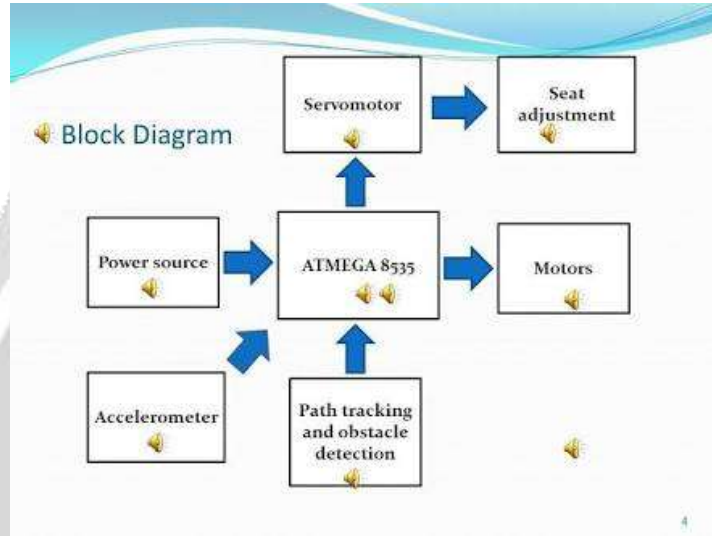 Block Diagram
Servomotor
Seat
adjustment
Power source
ATMEGA 8535
Motors
Accelerometer
Path tracking
and obstacle
detection
4